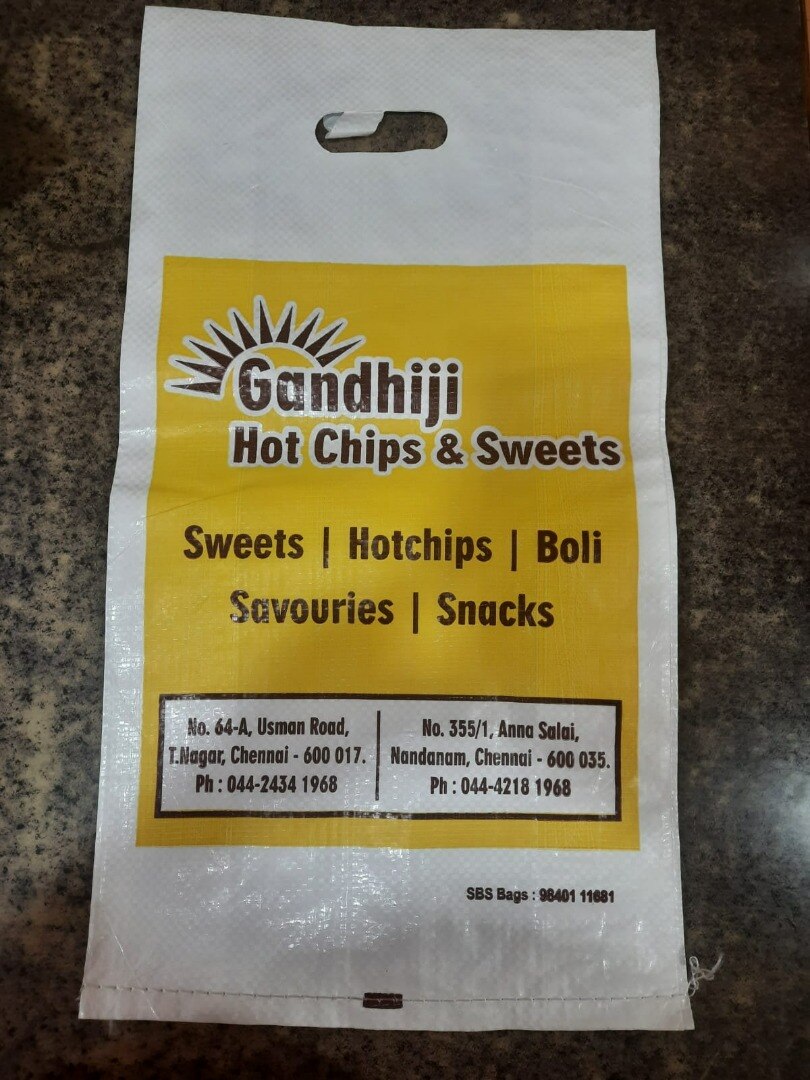 Gandhiji
Hot Chips & Sweets
Sweets | Hotchips | Boli
Savouries | Snacks
No. 64-A, Usman Road,
T.Nagar, Chennai - 600 017.
Ph : 044-2434 1968
No. 355/1, Anna Salai,
Nandanam, Chennai - 600 035.
Ph : 044-4218 1968
SBS Bags : 98401 11681